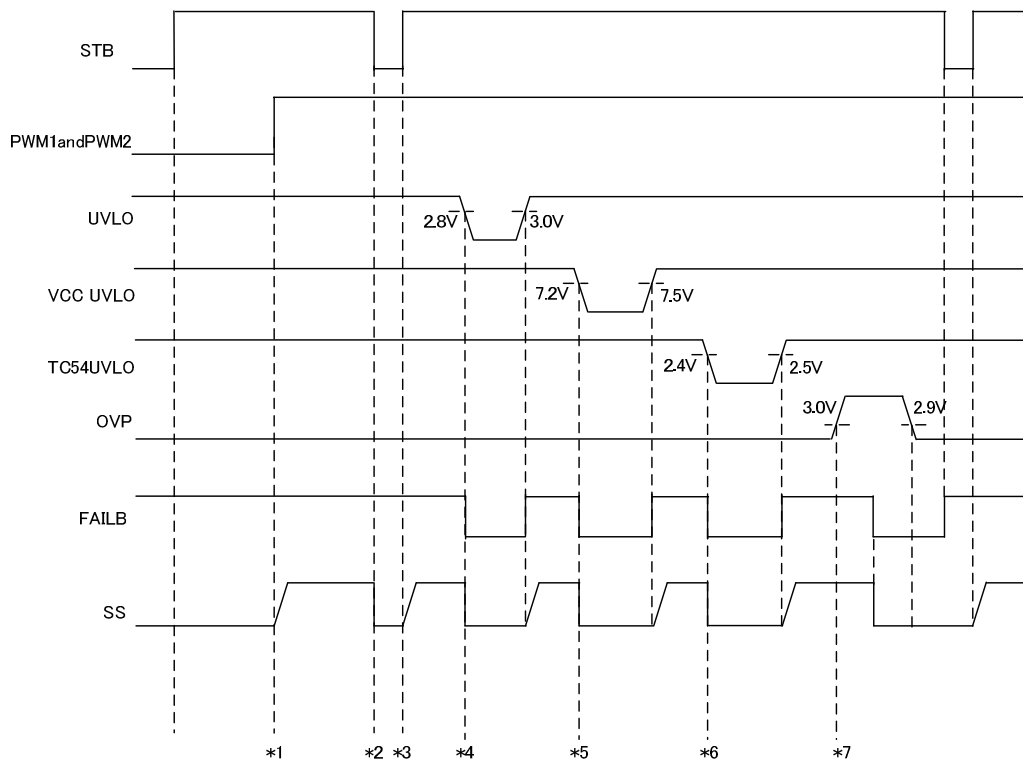 STB
PWM1andPWM2
UVLO
2.8V
3.0V
VCC UVLO
7.2V
7.5V
TC54UVLO
2.4V
2.5V
OVP
3.0V
2.9V
FAILB
SS
*1
*2
*3
*4
*5
*6
*7